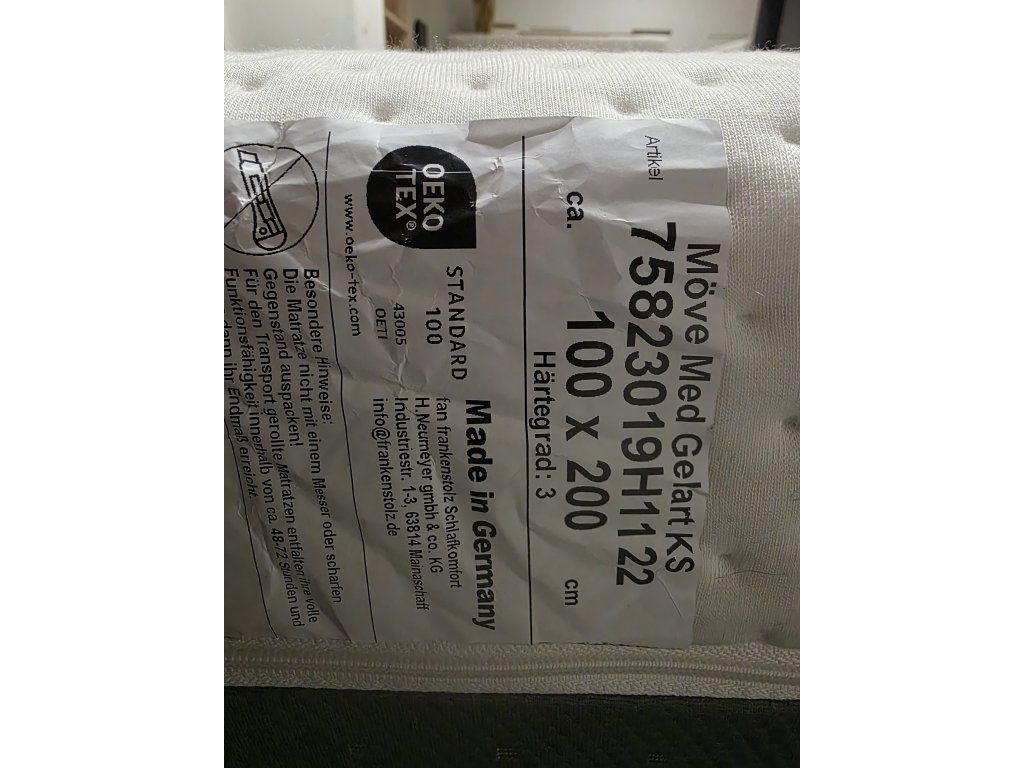 Möve Med Gelart KS
Artikel 7582301 9H1122
ca. 100 x 200 cm
Härtegrad: 3
OEKO
TEX®
STANDARD
100
43005
OETI
www.oeko-tex.com
Made in Germany
fan frankenstolz Schlafkomfort
H.Neumeyer gmbh & co. KG
Industriestr. 1-3, 63814 Mainaschaff
info@frankenstolz.de
Besondere Hinweise:
Die Matratze nicht mit einem Messer oder scharfen
Gegenstand auspacken!
Für den Transport gerollte Matratzen entfalten ihre volle
Funktionsfähigkeit innerhalb von ca. 48-72 Stunden und
dann ihr Endmaß erreicht.